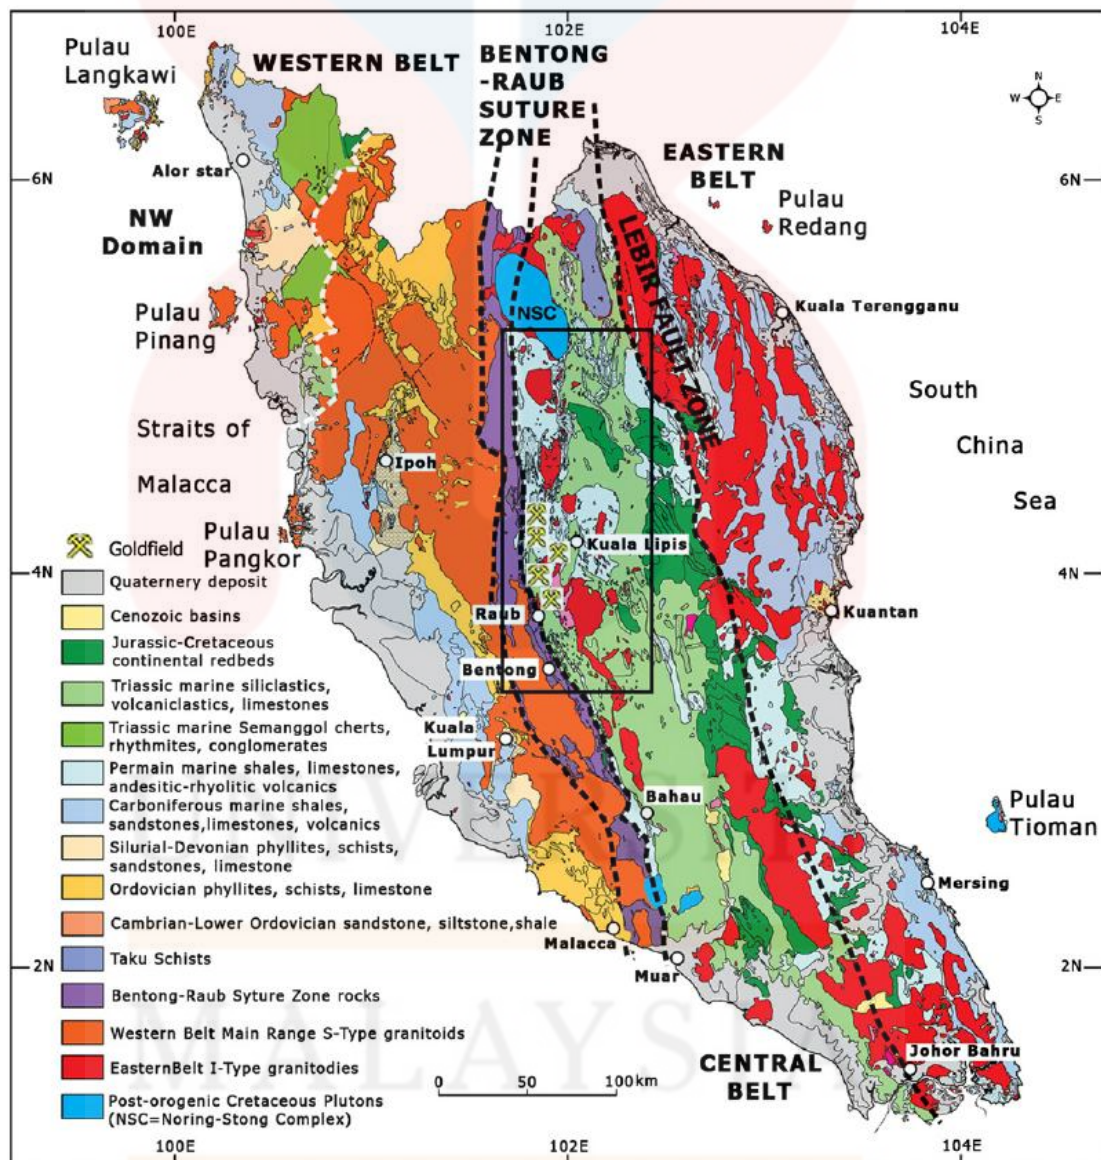 100E
102E
104E
Pulau
Langkawi
WESTERN BELT
BENTONG
-RAUB
SUTURE
ZONE
N
W
E
S
Alor star
EASTERN
BELT
6N
6N
Pulau
Redang
NW
Domain
LEBIR FAULT ZONE
NSC
Kuala Terengganu
Pulau
Pinang
South
China
Sea
Straits of
Malacca
Ipoh
Pulau
Pangkor
Kuala Lipis
4N
4N
Raub
Kuantan
Bentong
Kuala
Lumpur
Bahau
Pulau
Tioman
Mersing
Malacca
Muar
2N
2N
Johor Bahru
CENTRAL
BELT
Goldfield
Quaternery deposit
Cenozoic basins
Jurassic-Cretaceous
continental redbeds
Triassic marine siliclastics,
volcaniclastics, limestones
Triassic marine Semanggol cherts,
rhythmites, conglomerates
Permain marine shales, limestones,
andesitic-rhyolitic volcanics
Carboniferous marine shales,
sandstones,limestones, volcanics
Silurial-Devonian phyllites, schists,
sandstones, limestone
Ordovician phyllites, schists, limestone
Cambrian-Lower Ordovician sandstone, siltstone,shale
Taku Schists
Bentong-Raub Syture Zone rocks
Western Belt Main Range S-Type granitoids
EasternBelt I-Type granitodies
Post-orogenic Cretaceous Plutons
(NSC=Noring-Stong Complex)
0 50 100km
100E
102E
104E
MALAYSIA